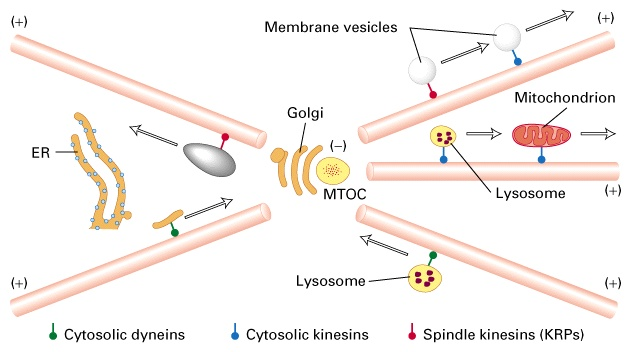 (+)
(+)
Membrane vesicles
Mitochondrion
Golgi
(–)
ER
MTOC
Lysosome
(+)
Lysosome
(+)
(+)
Cytosolic dyneins
Cytosolic kinesins
Spindle kinesins (KRPs)